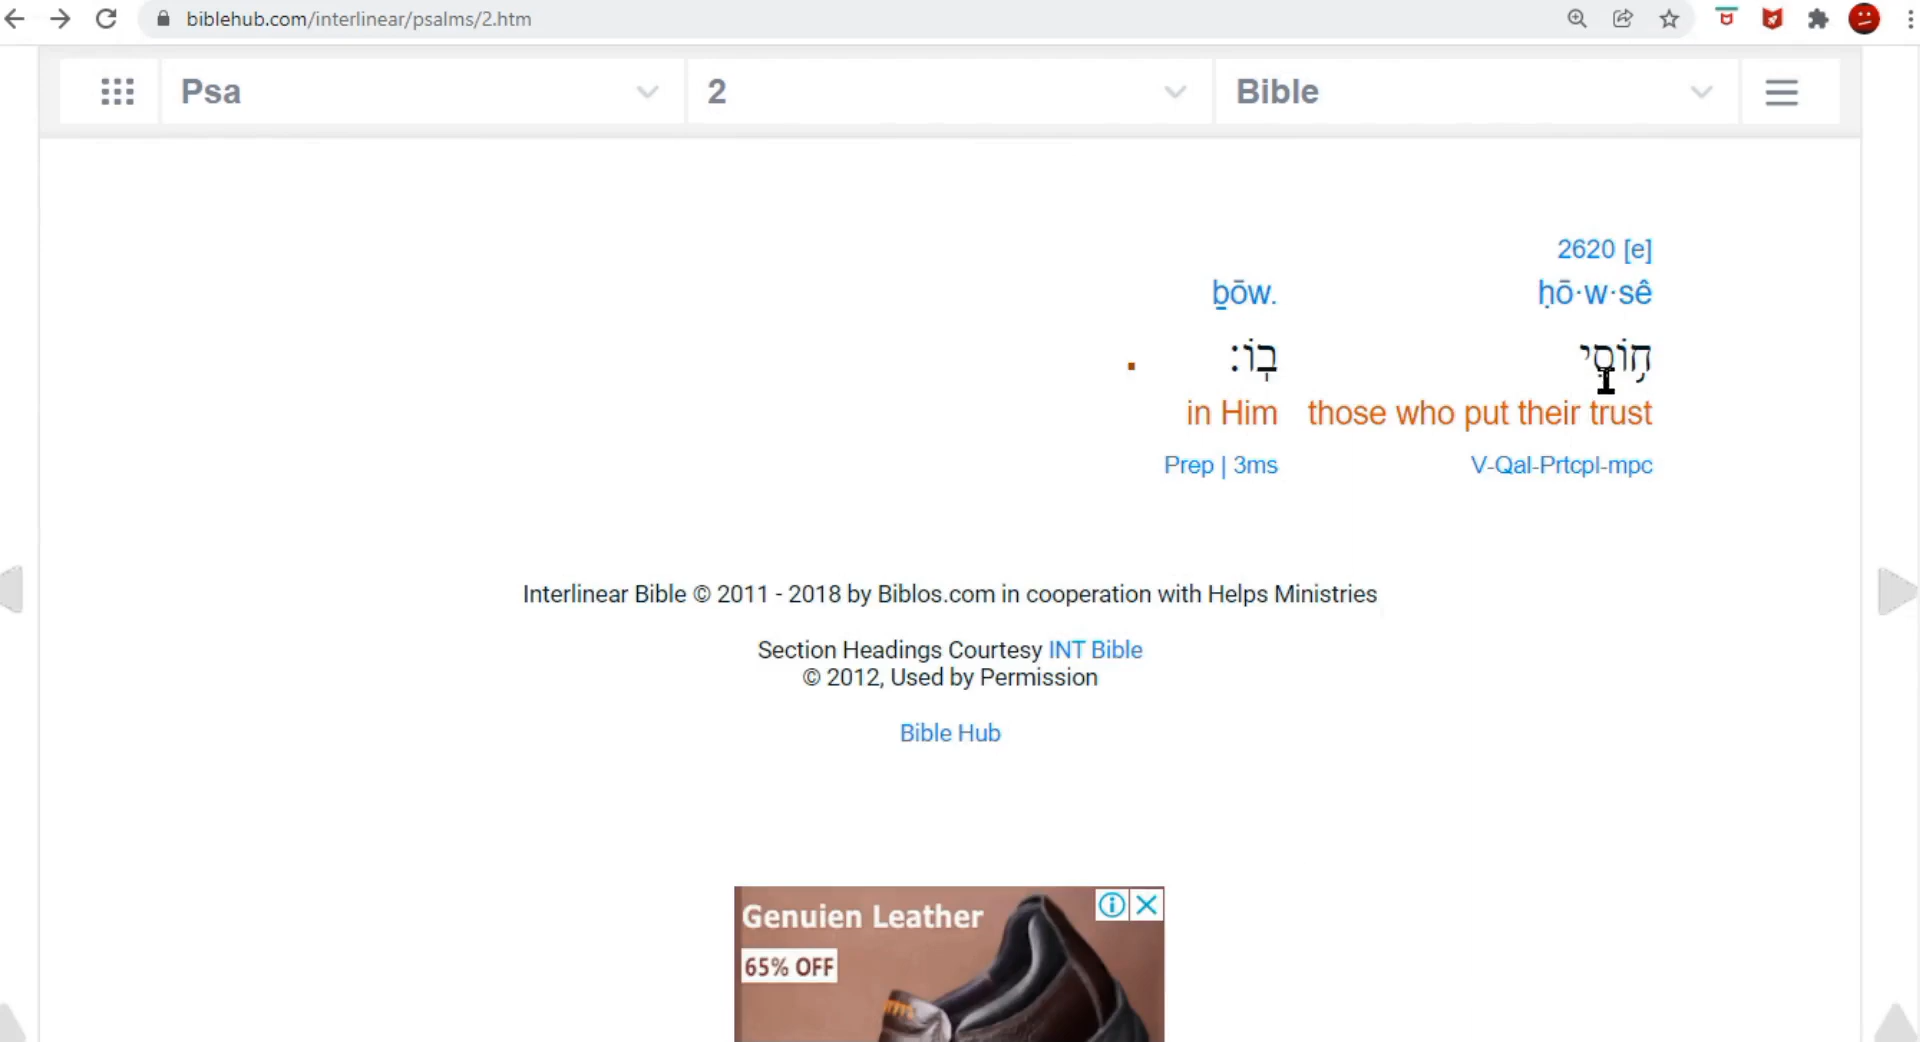 biblehub.com/interlinear/psalms/2.htm
Psa 2 Bible
2620 [e]
ḥō·w·sê ḇōw.
ח֥וֹסֵי בֽוֹ׃
those who put their trust in Him .
V-Qal-Prtcpl-mpc Prep | 3ms
Interlinear Bible © 2011 - 2018 by Biblos.com in cooperation with Helps Ministries
Section Headings Courtesy INT Bible
© 2012, Used by Permission
Bible Hub
Genuien Leather
65% OFF